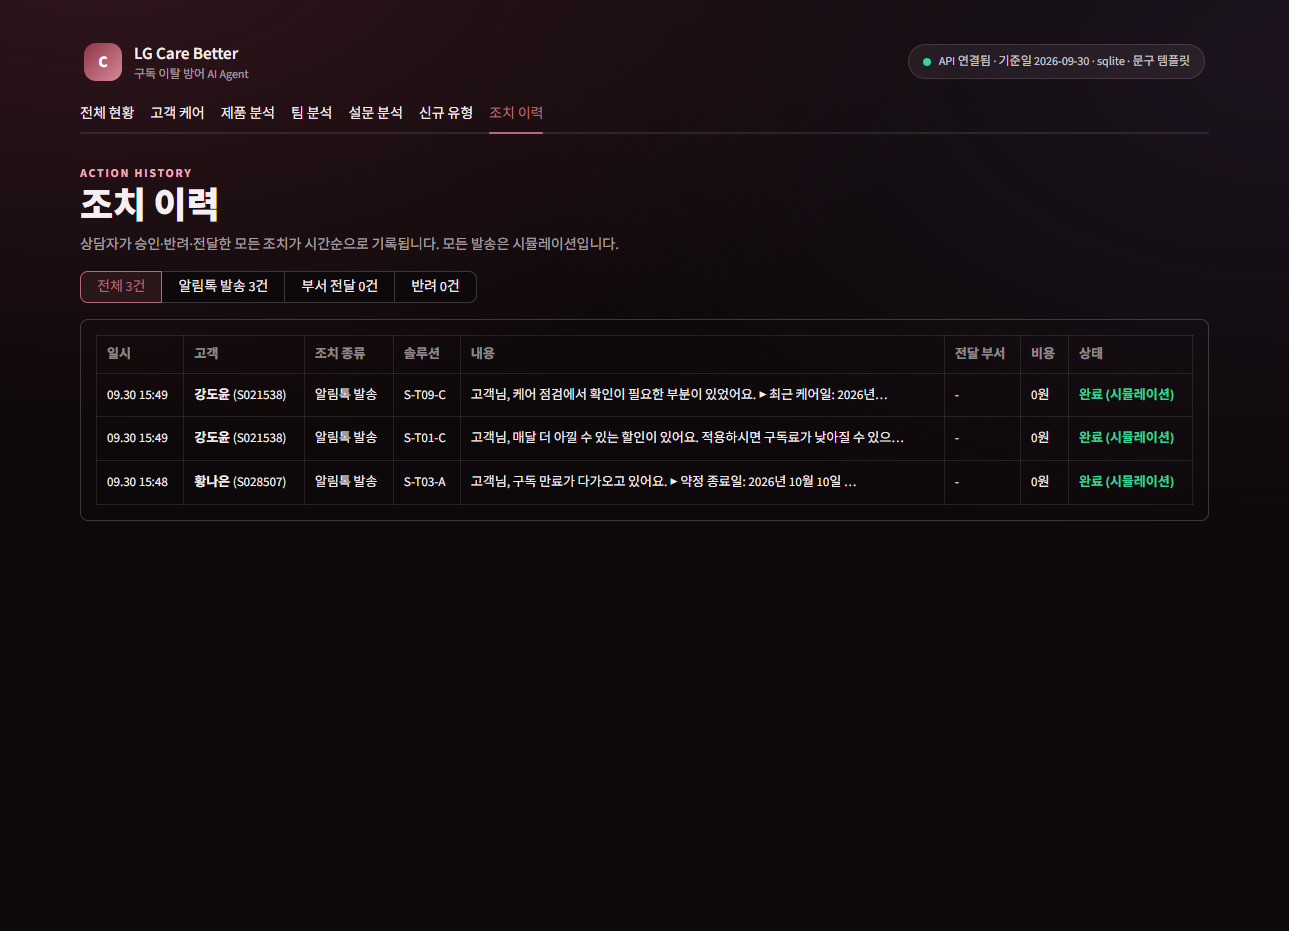 C
LG Care Better
구독 이탈 방어 AI Agent
API 연결됨 · 기준일 2026-09-30 · sqlite · 문구 템플릿
전체 현황 고객 케어 제품 분석 팀 분석 설문 분석 신규 유형 조치 이력
ACTION HISTORY
조치 이력
상담자가 승인·반려·전달한 모든 조치가 시간순으로 기록됩니다. 모든 발송은 시뮬레이션입니다.
전체 3건 알림톡 발송 3건 부서 전달 0건 반려 0건
일시 고객 조치 종류 솔루션 내용 전달 부서 비용 상태
09.30 15:49 강도윤 (S021538) 알림톡 발송 S-T09-C 고객님, 케어 점검에서 확인이 필요한 부분이 있었어요. ▸ 최근 케어일: 2026년… - 0원 완료 (시뮬레이션)
09.30 15:49 강도윤 (S021538) 알림톡 발송 S-T01-C 고객님, 매달 더 아낄 수 있는 할인이 있어요. 적용하시면 구독료가 낮아질 수 있으… - 0원 완료 (시뮬레이션)
09.30 15:48 황나은 (S028507) 알림톡 발송 S-T03-A 고객님, 구독 만료가 다가오고 있어요. ▸ 약정 종료일: 2026년 10월 10일 … - 0원 완료 (시뮬레이션)